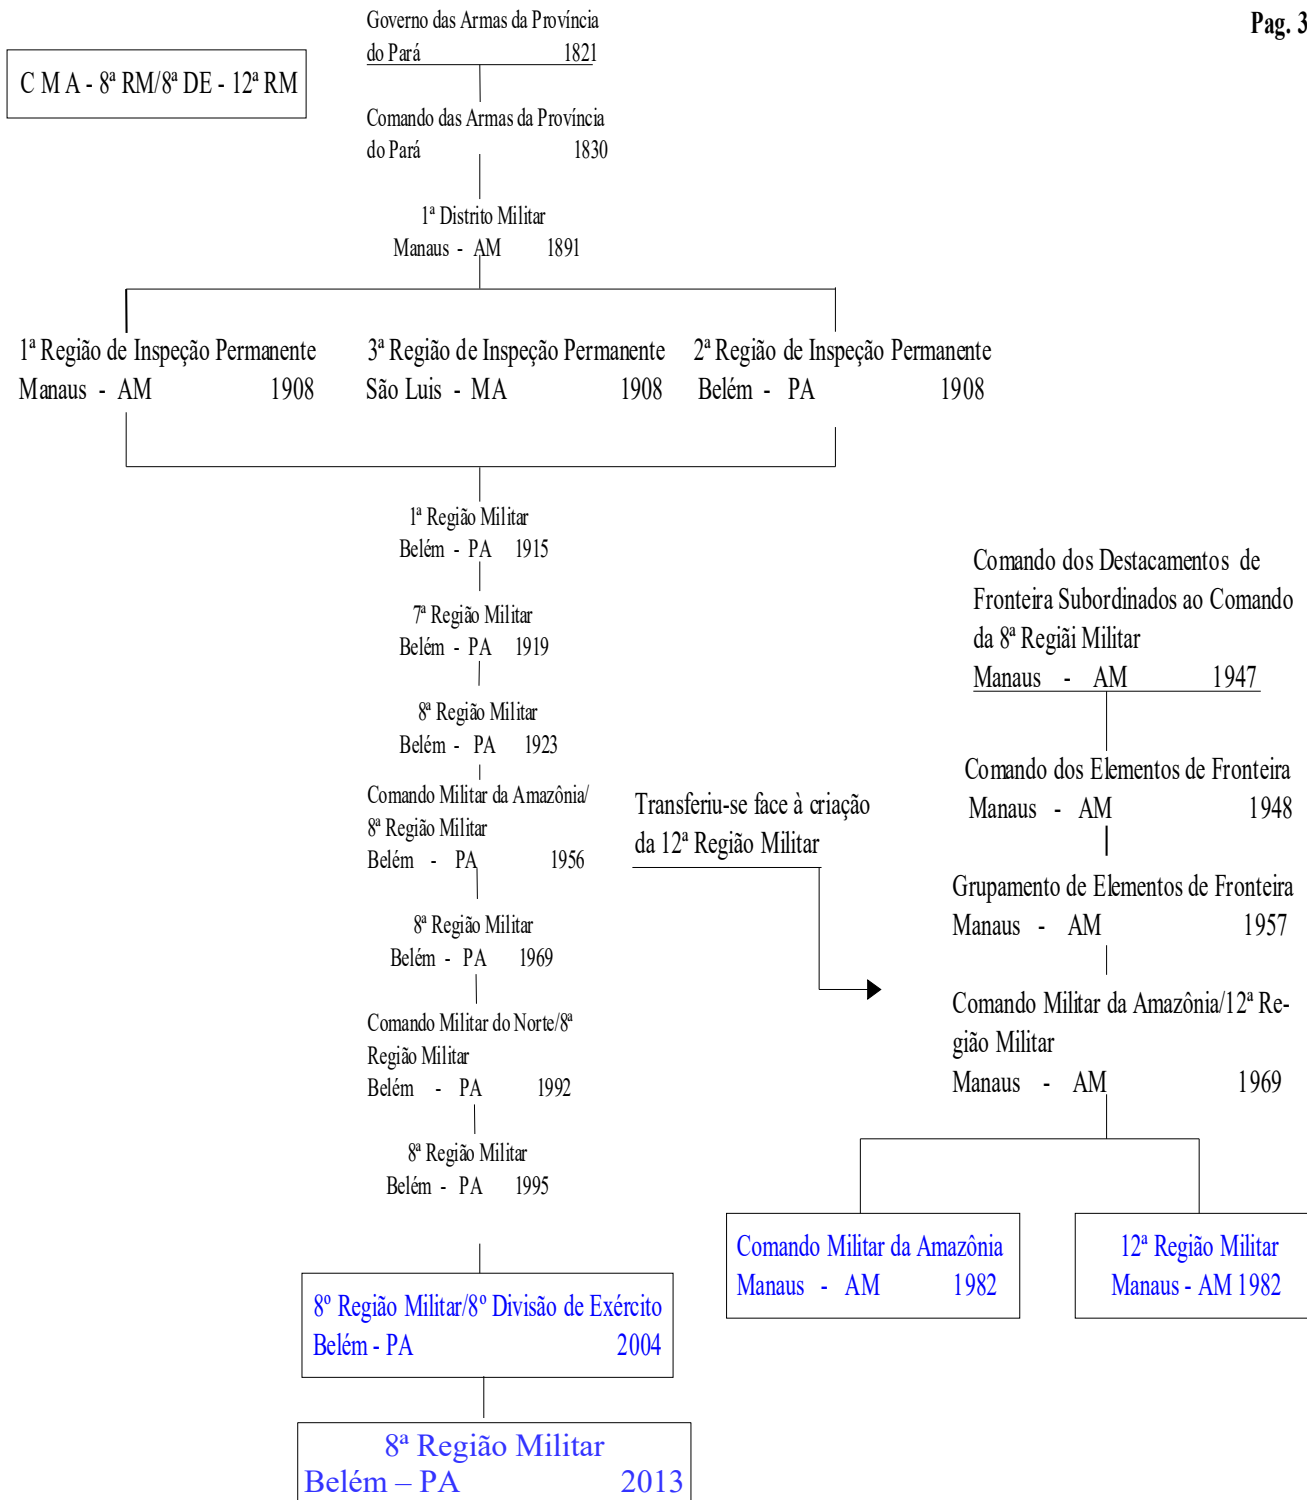 Pag. 3
C M A - 8ª RM/8ª DE - 12ª RM
Governo das Armas da Província
do Pará 1821
Comando das Armas da Província
do Pará 1830
1ª Distrito Militar
Manaus - AM 1891
1ª Região de Inspeção Permanente
Manaus - AM 1908
3ª Região de Inspeção Permanente
São Luis - MA 1908
2ª Região de Inspeção Permanente
Belém - PA 1908
1ª Região Militar
Belém - PA 1915
7ª Região Militar
Belém - PA 1919
8ª Região Militar
Belém - PA 1923
Comando Militar da Amazônia/
8ª Região Militar
Belém - PA 1956
8ª Região Militar
Belém - PA 1969
Comando Militar do Norte/8ª
Região Militar
Belém - PA 1992
8ª Região Militar
Belém - PA 1995
8º Região Militar/8º Divisão de Exército
Belém - PA 2004
8ª Região Militar
Belém – PA 2013
Transferiu-se face à criação
da 12ª Região Militar
Comando dos Destacamentos de
Fronteira Subordinados ao Comando
da 8ª Regiãi Militar
Manaus - AM 1947
Comando dos Elementos de Fronteira
Manaus - AM 1948
Grupamento de Elementos de Fronteira
Manaus - AM 1957
Comando Militar da Amazônia/12ª Re-
gião Militar
Manaus - AM 1969
Comando Militar da Amazônia
Manaus - AM 1982
12ª Região Militar
Manaus - AM 1982